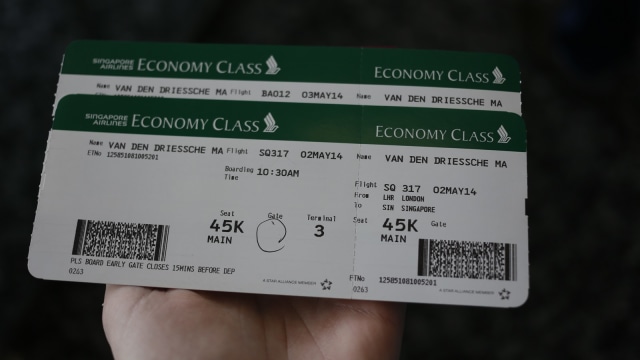 SINGAPORE AIRLINES ECONOMY CLASS ECONOMY CLASS
Name VAN DEN DRIESSCHE MA Flight BA012 03MAY14 Name VAN DEN DRIESSCHE MA
SINGAPORE AIRLINES ECONOMY CLASS ECONOMY CLASS
Name VAN DEN DRIESSCHE MA Flight SQ317 02MAY14 Name VAN DEN DRIESSCHE MA
ETNo 125851081005201
Boarding Time 10:30AM
Flight SQ 317 02MAY14
From LHR LONDON
To SIN SINGAPORE
Seat Gate Terminal Seat Gate
45K 3 45K
MAIN MAIN
PLS BOARD EARLY GATE CLOSES 15MINS BEFORE DEP
0263
A STAR ALLIANCE MEMBER
ETNo 125851081005201
0263
A STAR ALLIANCE MEMBER